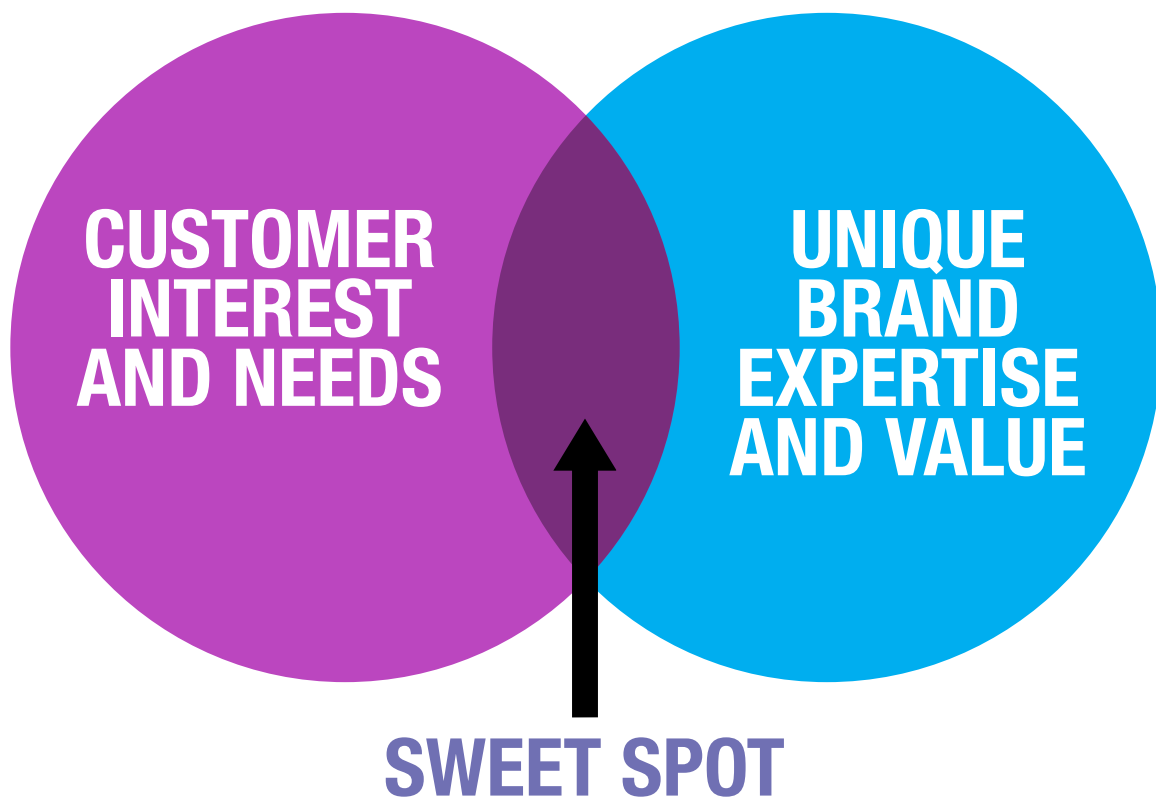 CUSTOMER
INTEREST
AND NEEDS
UNIQUE
BRAND
EXPERTISE
AND VALUE
SWEET SPOT